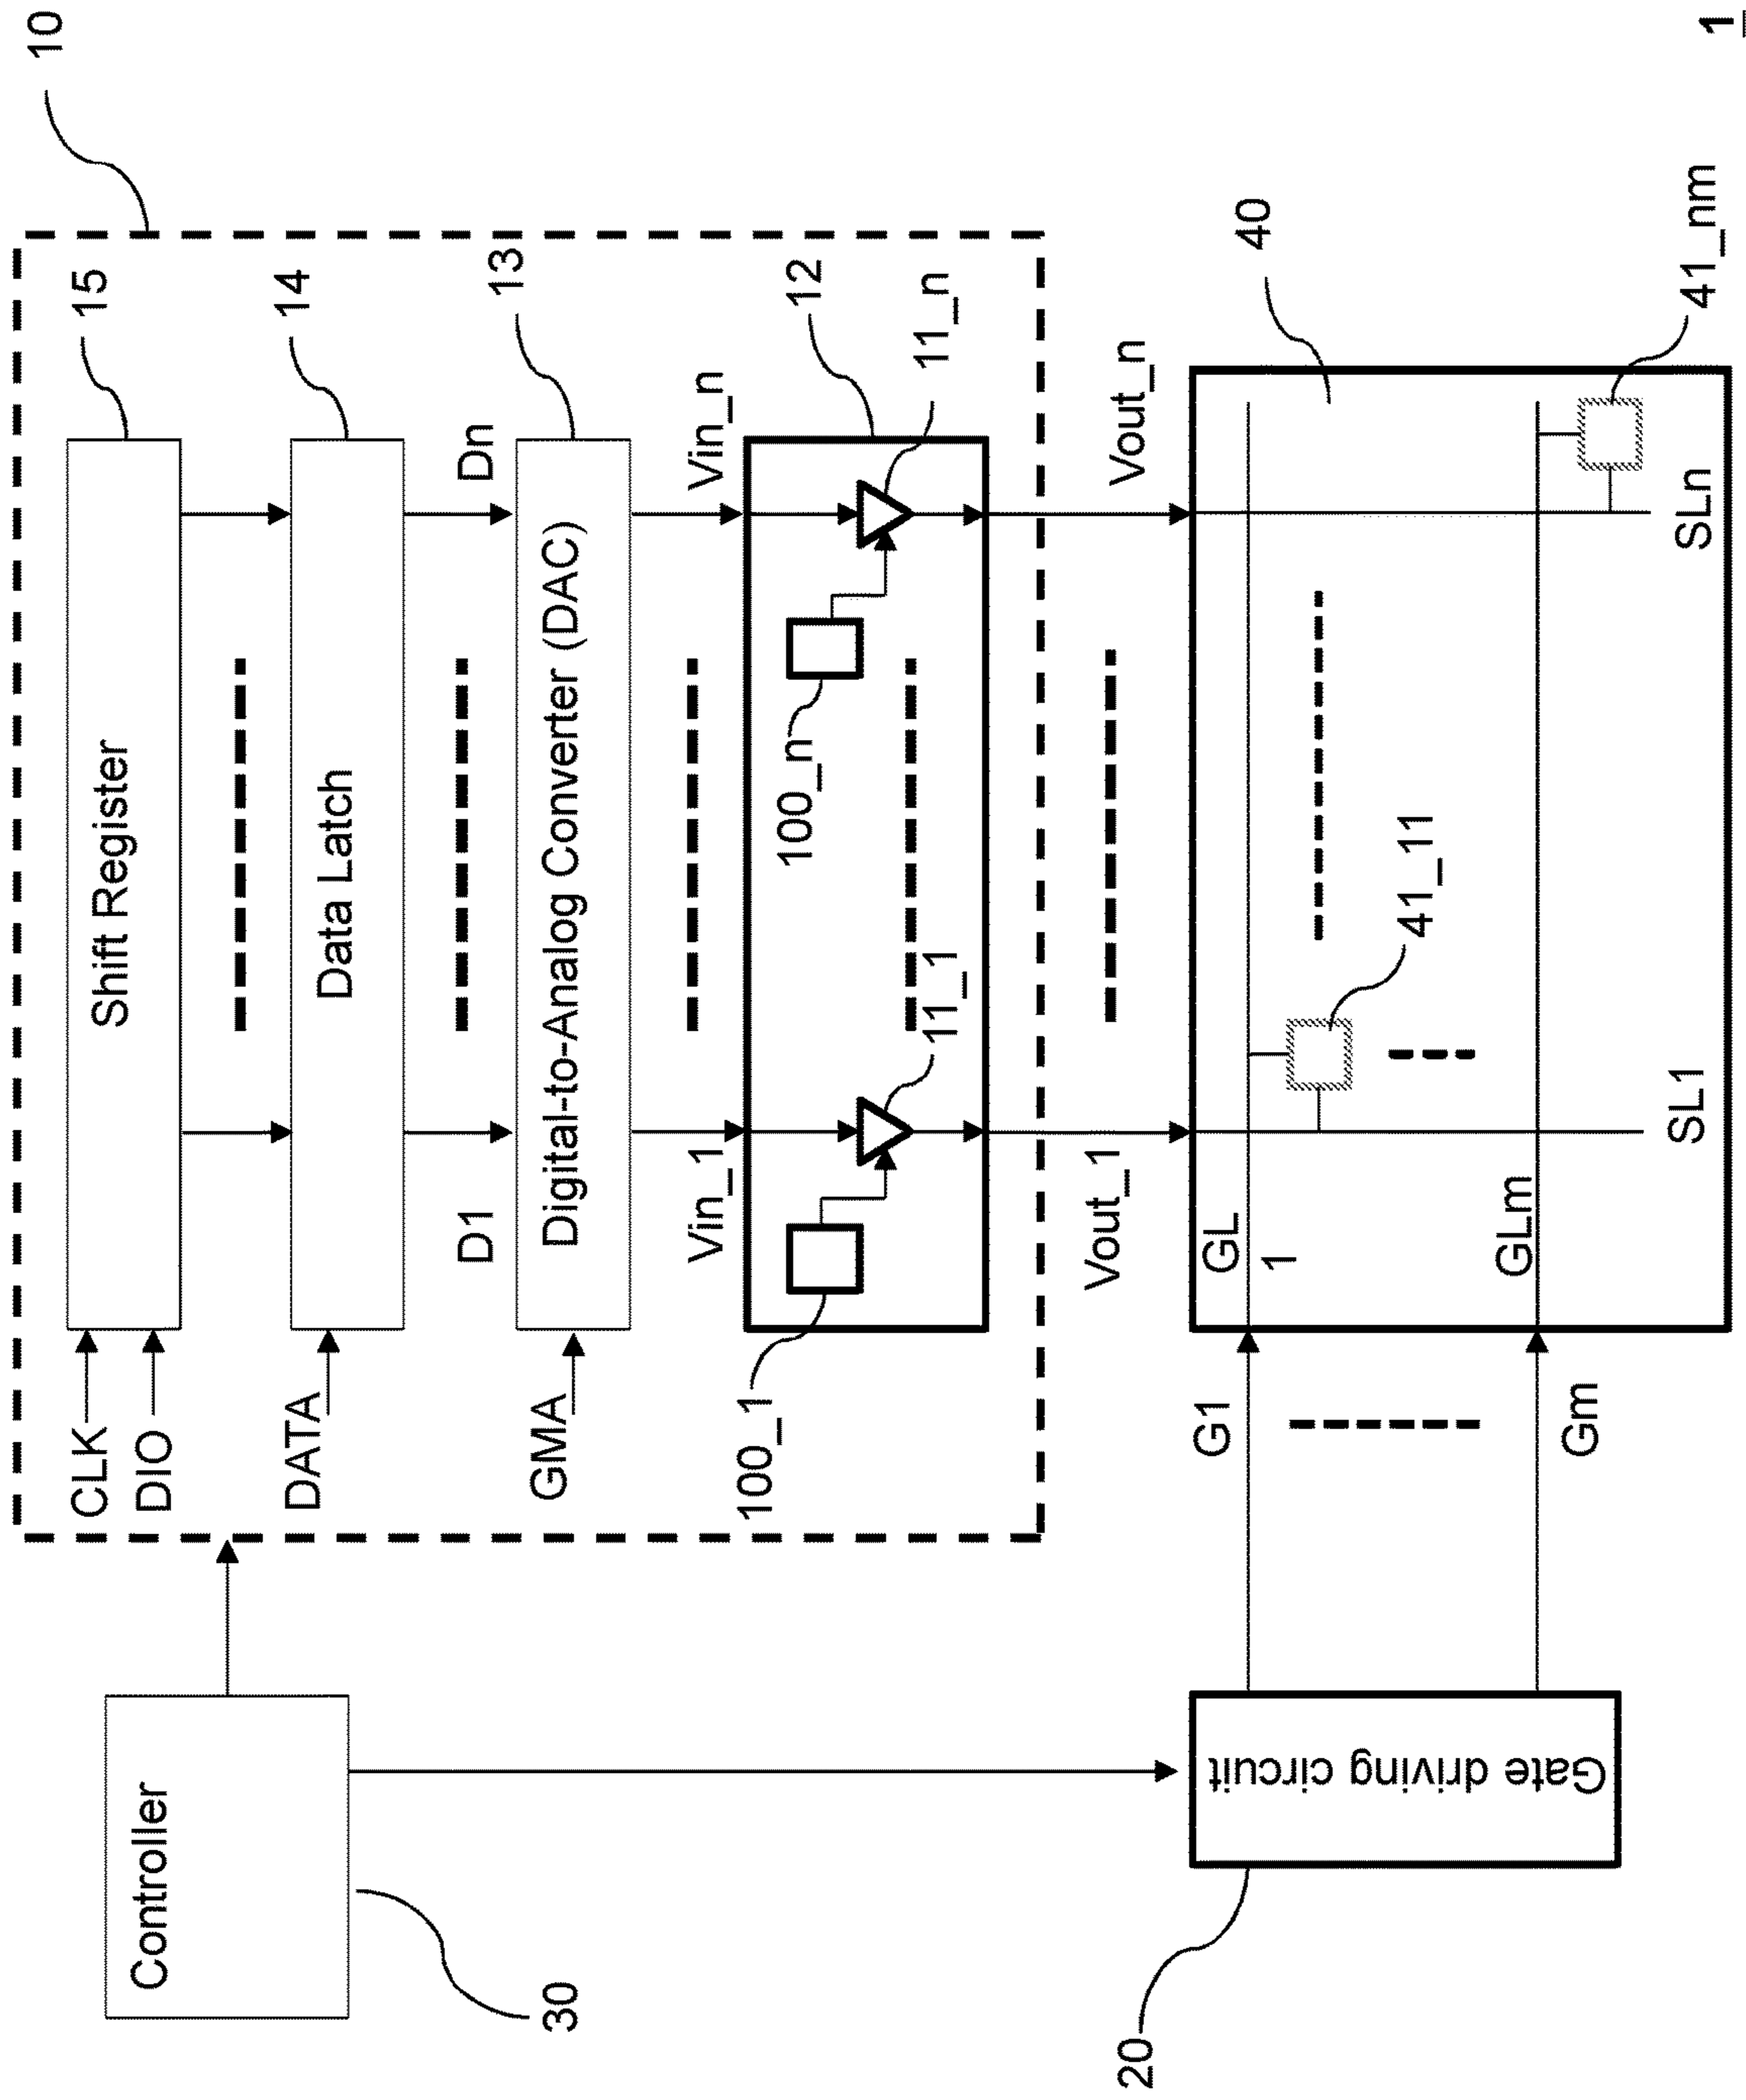 10
Controller
30
CLK
DIO
Shift Register
15
DATA
Data Latch
14
D1
Dn
GMA
Digital-to-Analog Converter (DAC)
13
Vin_1
Vin_n
12
100_1
100_n
11_1
11_n
Vout_1
Vout_n
40
20
Gate driving circuit
G1
GL
1
41_11
Gm
GLm
41_nm
SL1
SLn
1